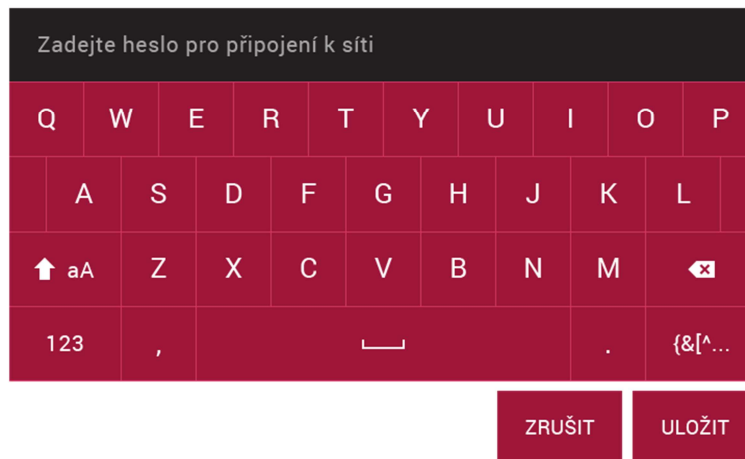 Zadejte heslo pro připojení k síti
Q W E R T Y U I O P
A S D F G H J K L
aA Z X C V B N M
123 , . {&[^...
ZRUŠIT ULOŽIT